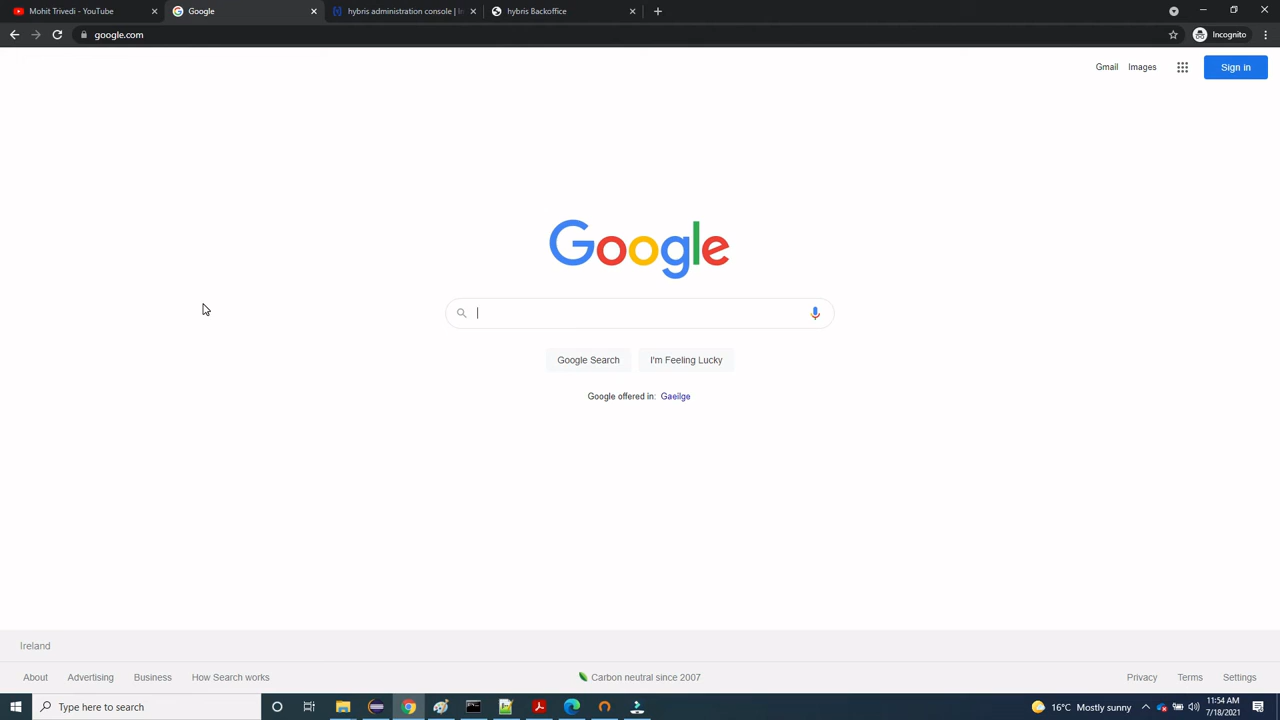 Mohit Trivedi - YouTube
Google
hybris administration console | In
hybris Backoffice
google.com
Incognito
Gmail
Images
Sign in
Google
Google Search
I'm Feeling Lucky
Google offered in: Gaeilge
Ireland
About
Advertising
Business
How Search works
Carbon neutral since 2007
Privacy
Terms
Settings
Type here to search
16°C Mostly sunny
11:54 AM
7/18/2021